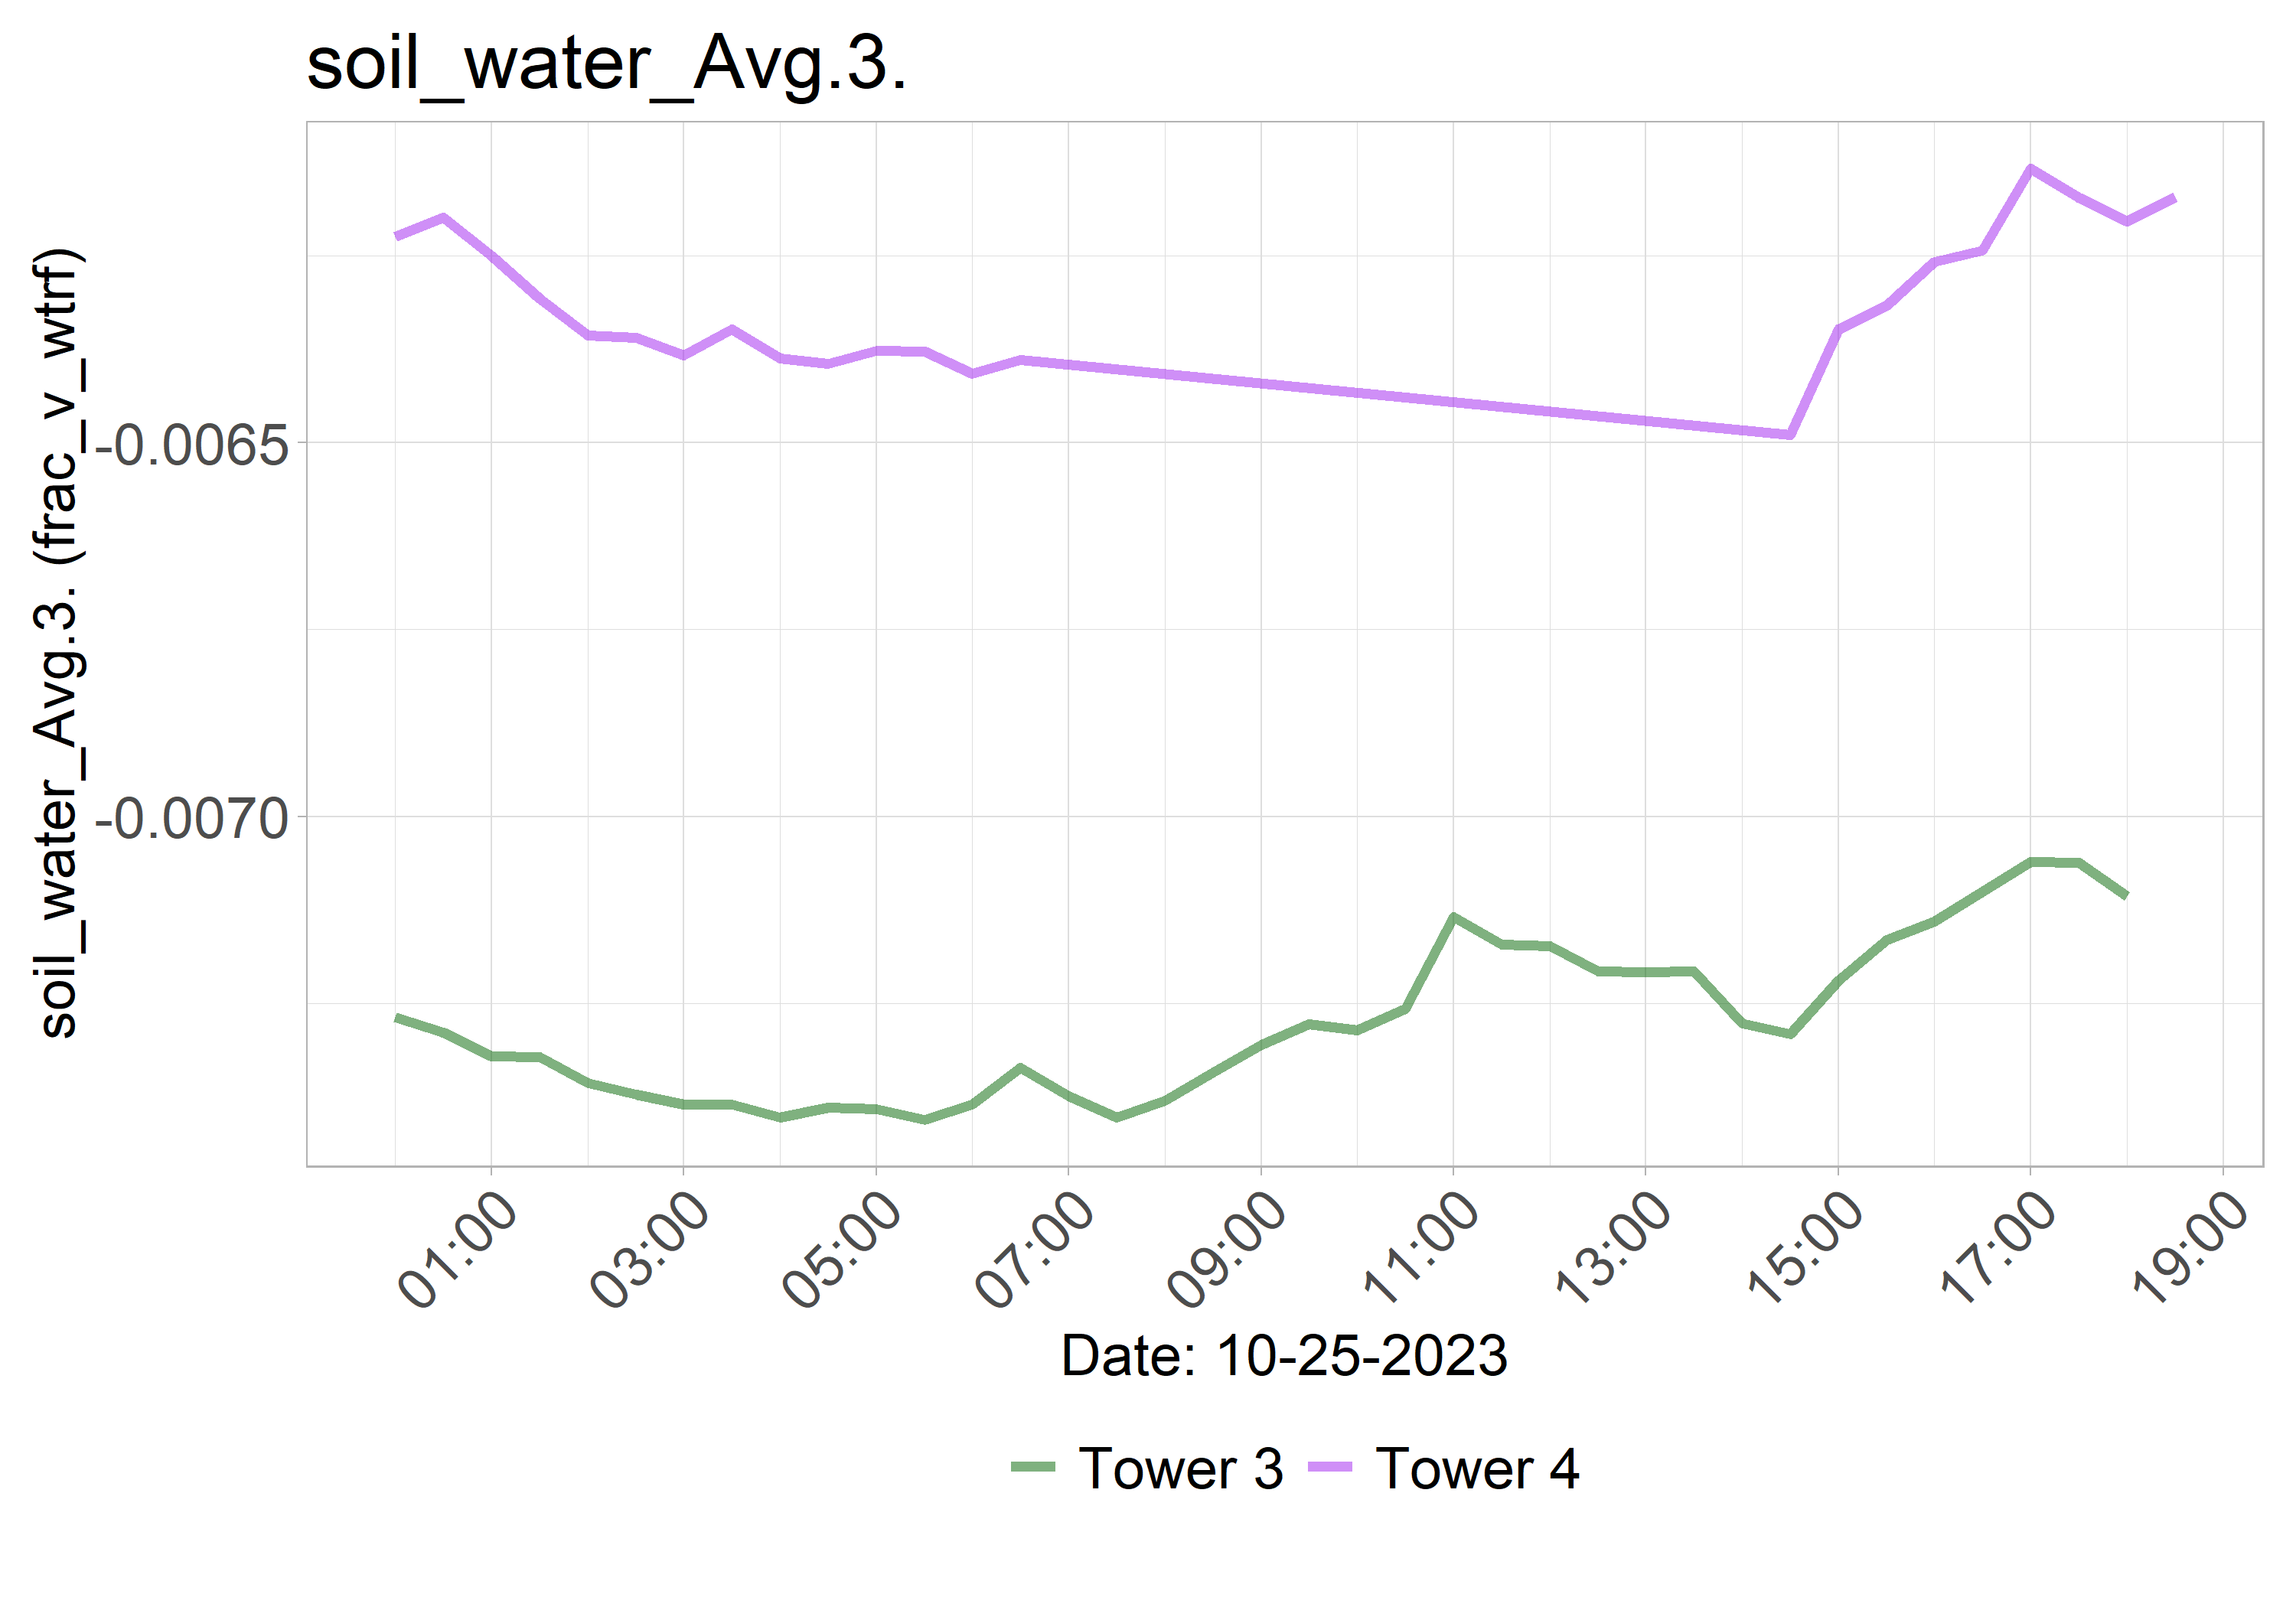 soil_water_Avg.3.
soil_water_Avg.3. (frac_v_wtrf)
-0.0065
-0.0070
01:00
03:00
05:00
07:00
09:00
11:00
13:00
15:00
17:00
19:00
Date: 10-25-2023
Tower 3
Tower 4